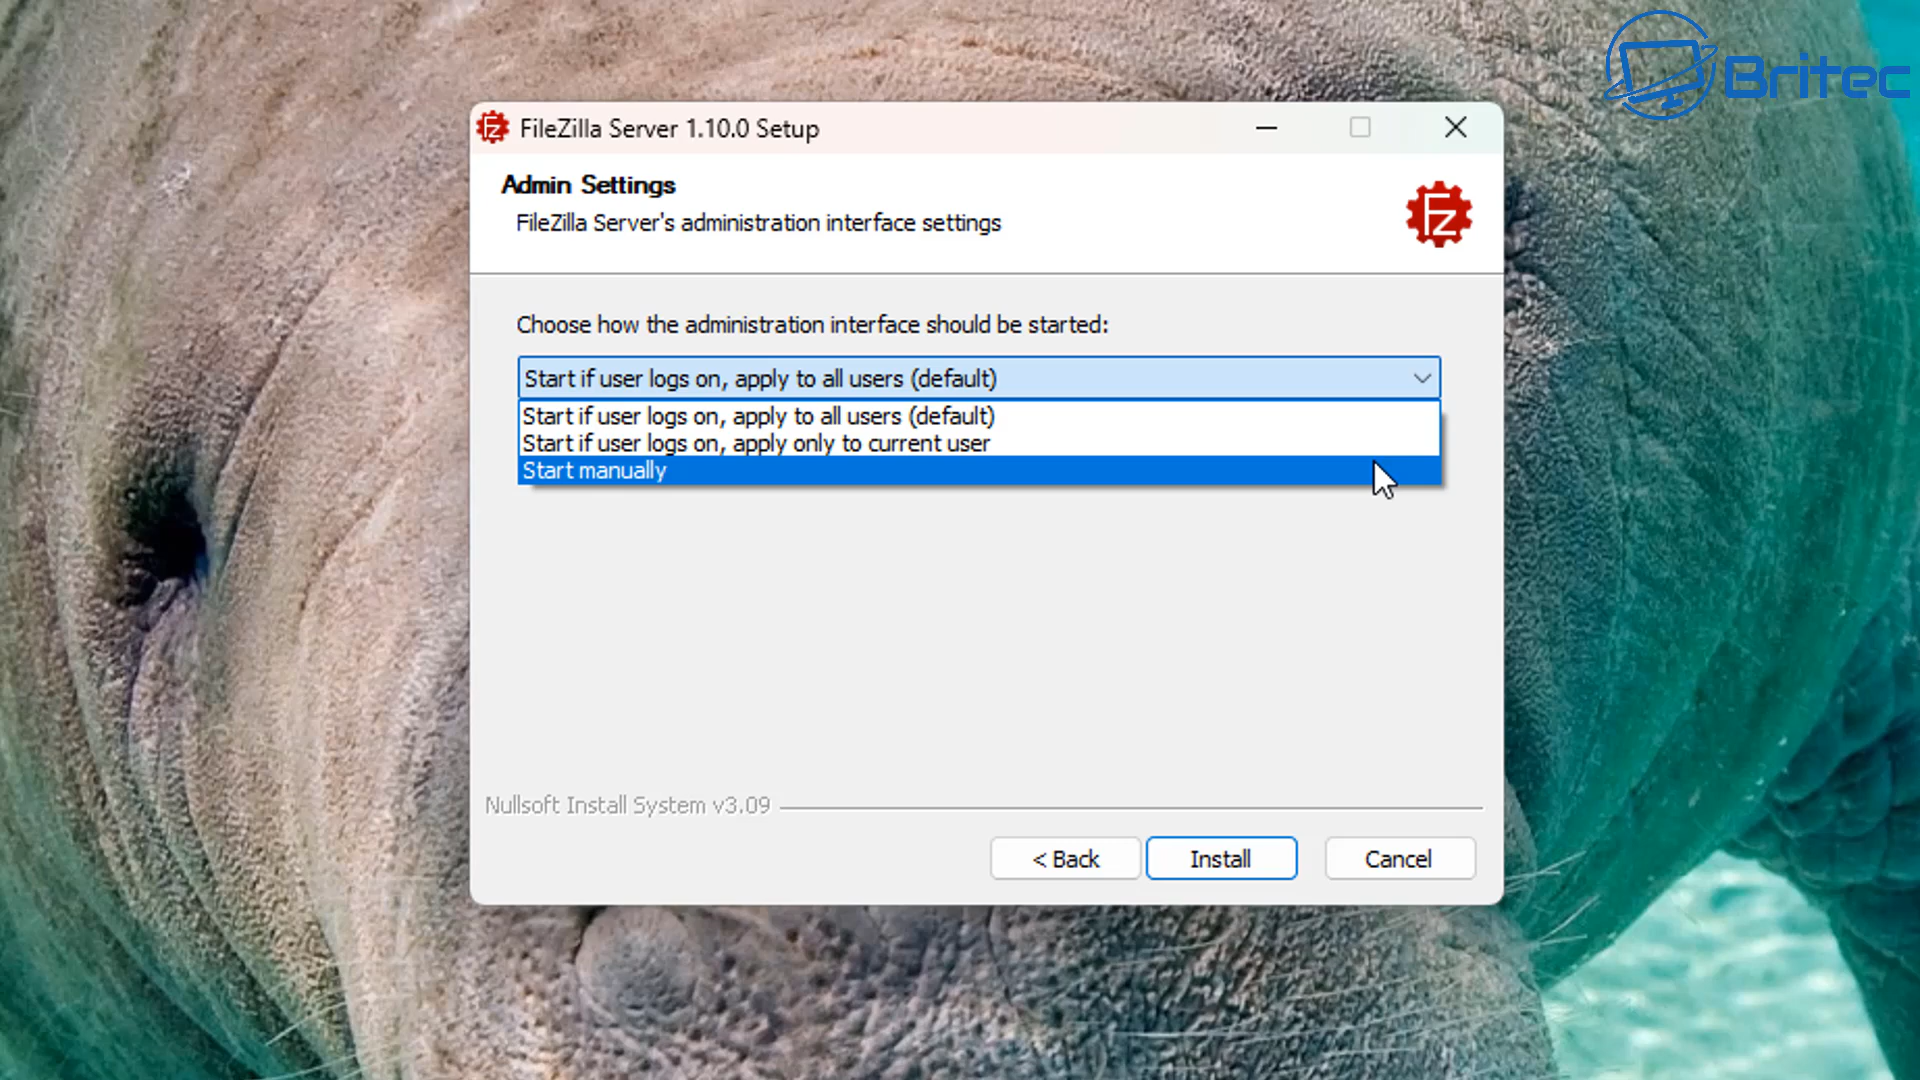 Britec
FileZilla Server 1.10.0 Setup
Admin Settings
FileZilla Server's administration interface settings
Choose how the administration interface should be started:
Start if user logs on, apply to all users (default)
Start if user logs on, apply to all users (default)
Start if user logs on, apply only to current user
Start manually
Nullsoft Install System v3.09
< Back
Install
Cancel